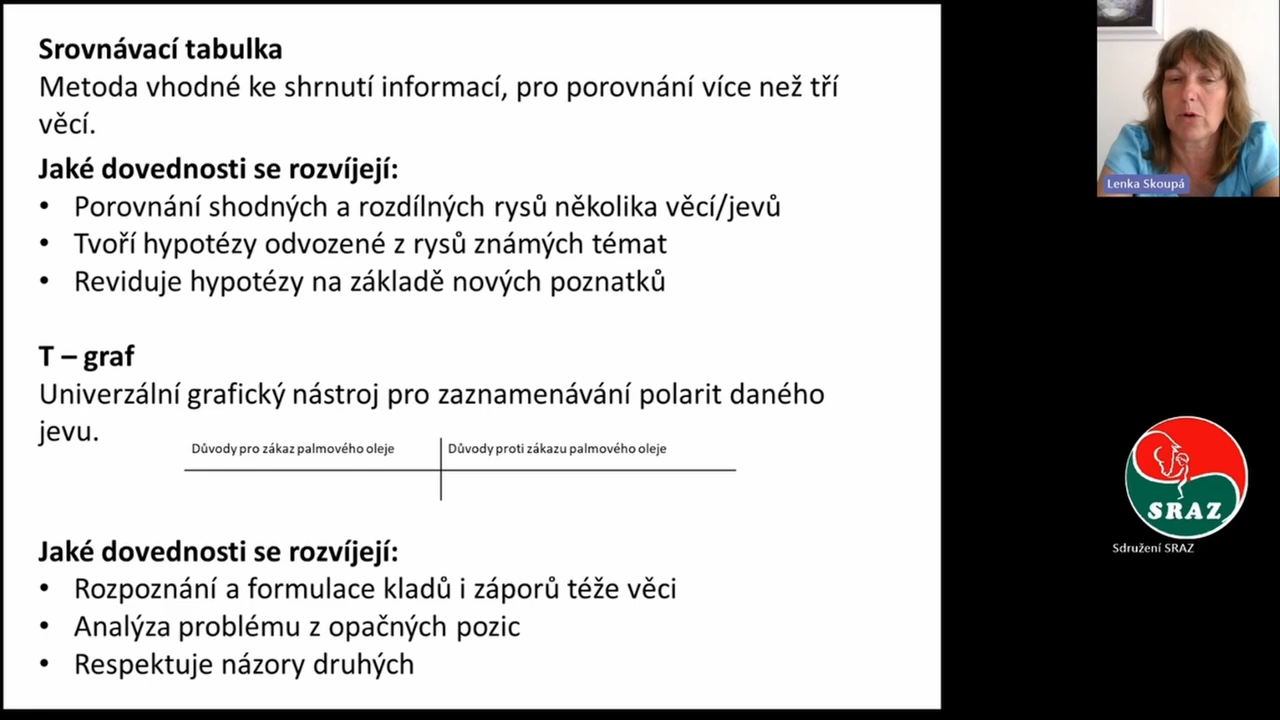 Srovnávací tabulka
Metoda vhodné ke shrnutí informací, pro porovnání více než tří
věcí.
Jaké dovednosti se rozvíjejí:
• Porovnání shodných a rozdílných rysů několika věcí/jevů
• Tvoří hypotézy odvozené z rysů známých témat
• Reviduje hypotézy na základě nových poznatků
T – graf
Univerzální grafický nástroj pro zaznamenávání polarit daného
jevu.
Důvody pro zákaz palmového oleje
Důvody proti zákazu palmového oleje
Jaké dovednosti se rozvíjejí:
• Rozpoznání a formulace kladů i záporů téže věci
• Analýza problému z opačných pozic
• Respektuje názory druhých
Lenka Skoupá
SRAZ
Sdružení SRAZ